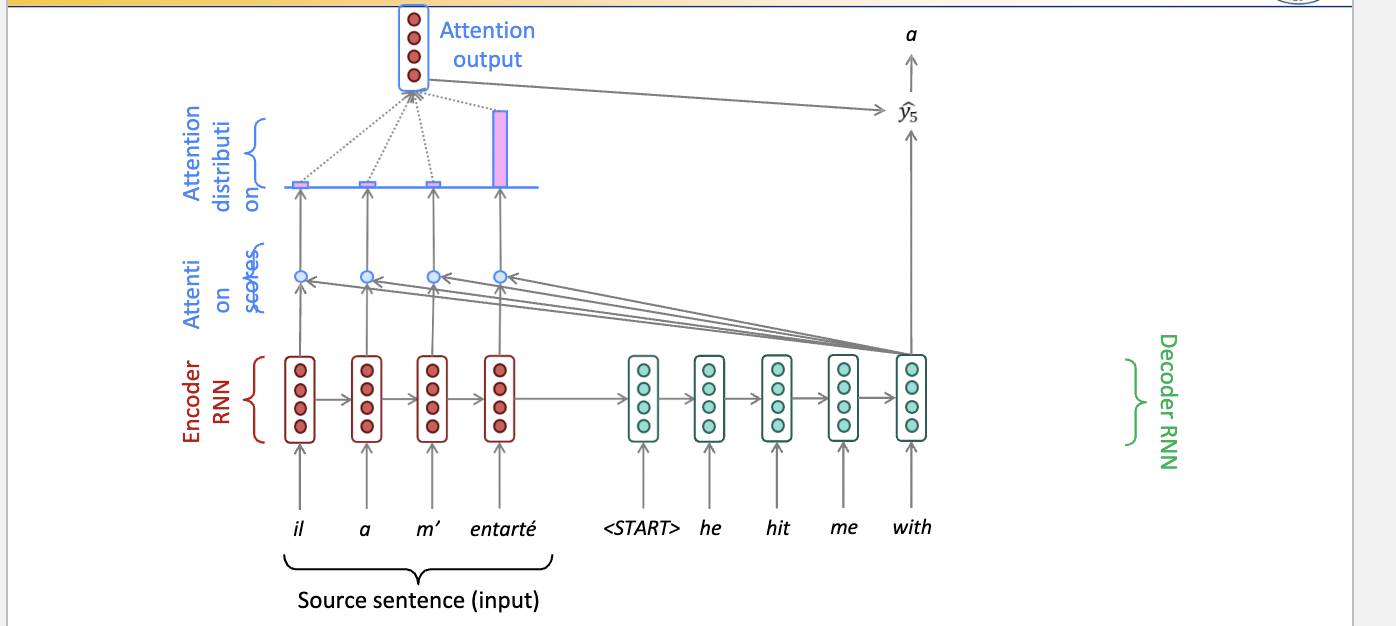 Attention
output
a
Attention
distributi
on
ŷ5
Attenti
on
scores
Encoder
RNN
Decoder RNN
il a m’ entarté <START> he hit me with
Source sentence (input)